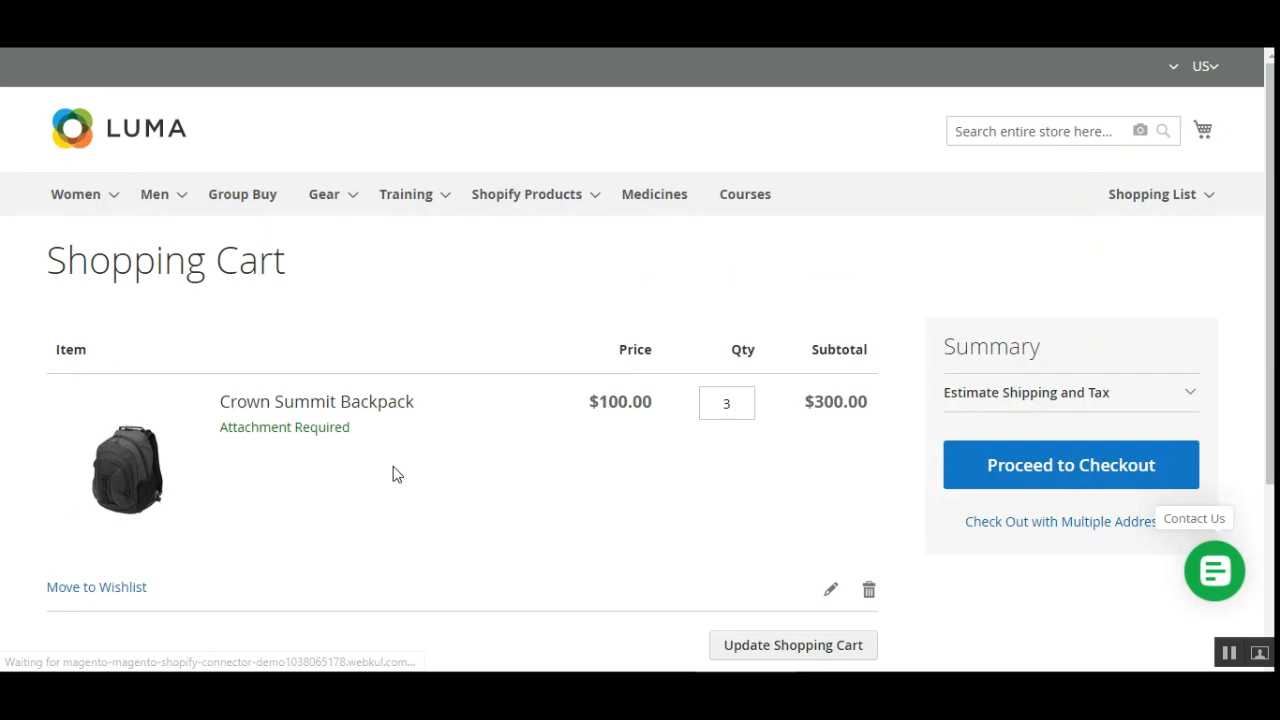 US
LUMA
Search entire store here...
Women Men Group Buy Gear Training Shopify Products Medicines Courses Shopping List
Shopping Cart
Item Price Qty Subtotal
Crown Summit Backpack $100.00 3 $300.00
Attachment Required
Move to Wishlist
Update Shopping Cart
Summary
Estimate Shipping and Tax
Proceed to Checkout
Check Out with Multiple Addres
Contact Us
Waiting for magento-magento-shopify-connector-demo1038065178.webkul.com...